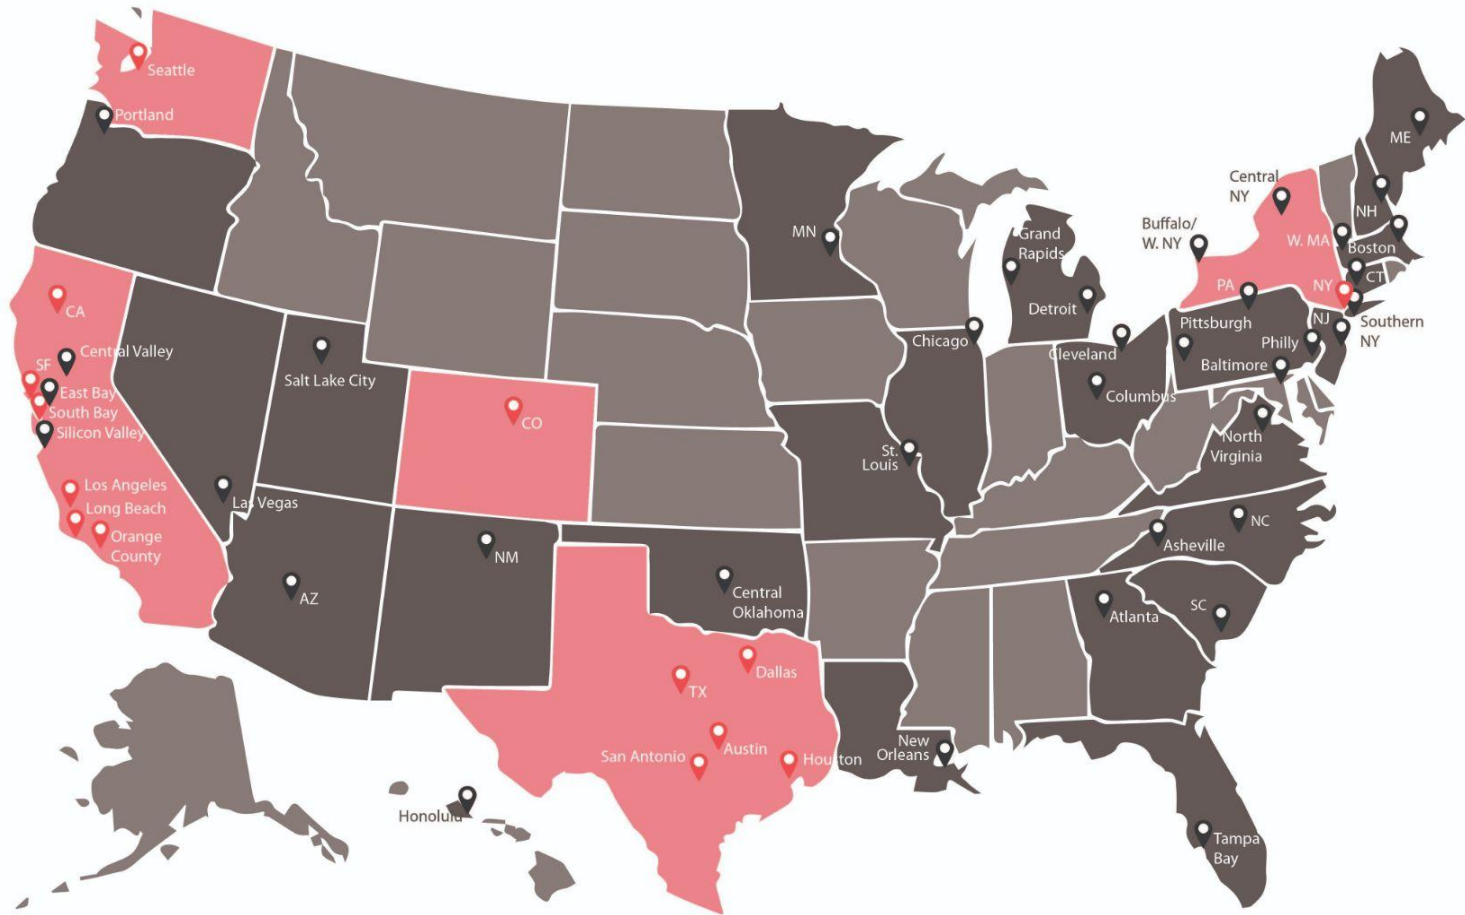 Seattle
Portland
ME
Central
NY
Buffalo/
W. NY
NH
MN
Grand
Rapids
W. MA
Boston
CT
CA
PA
NY
Detroit
Southern
NY
NJ
Pittsburgh
Philly
Chicago
Cleveland
Baltimore
Central Valley
SF
East Bay
South Bay
Silicon Valley
Salt Lake City
CO
Columbus
North
Virginia
St.
Louis
Los Angeles
Long Beach
Orange
County
Las Vegas
NM
AZ
NC
Asheville
Central
Oklahoma
SC
Atlanta
Dallas
TX
Austin
San Antonio
Houston
New
Orleans
Honolulu
Tampa
Bay